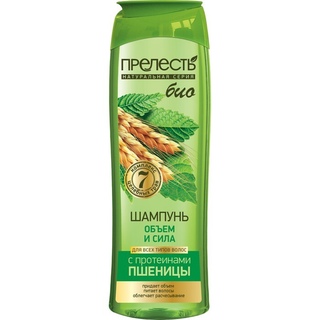 ПРЕЛЕСТЬ
НАТУРАЛЬНАЯ СЕРИЯ
био
КОМПЛЕКС
7
ШАМПУНЬ
ОБЪЕМ И СИЛА
ДЛЯ ВСЕХ ТИПОВ ВОЛОС
С ПРОТЕИНАМИ
ПШЕНИЦЫ
придает объем
питает волосы
облегчает расчесывание